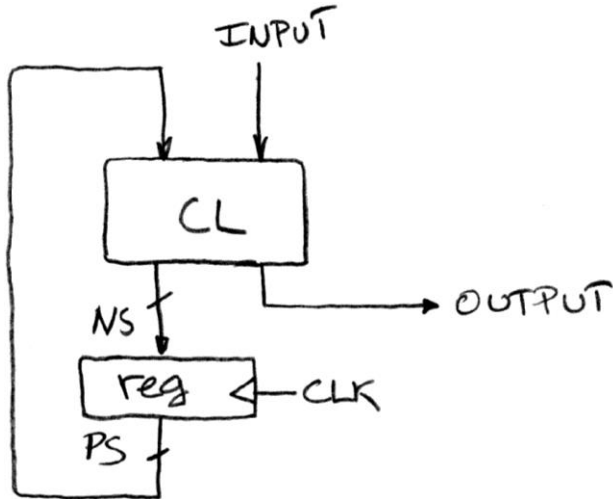 INPUT
CL
NS
OUTPUT
reg
CLK
PS